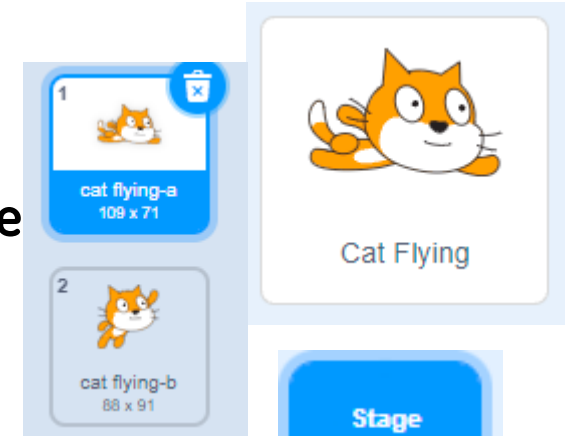 1
cat flying-a
109 x 71
e
2
cat flying-b
88 x 91
Cat Flying
Stage